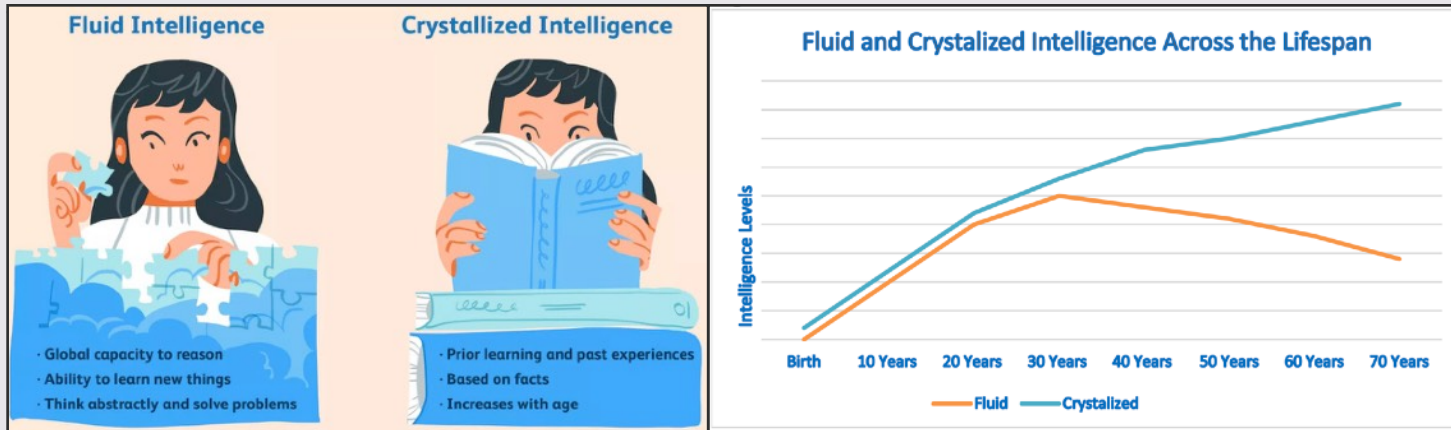 Fluid Intelligence
· Global capacity to reason
· Ability to learn new things
· Think abstractly and solve problems
Crystallized Intelligence
· Prior learning and past experiences
· Based on facts
· Increases with age
Fluid and Crystalized Intelligence Across the Lifespan
Intelligence Levels
Birth 10 Years 20 Years 30 Years 40 Years 50 Years 60 Years 70 Years
Fluid Crystalized